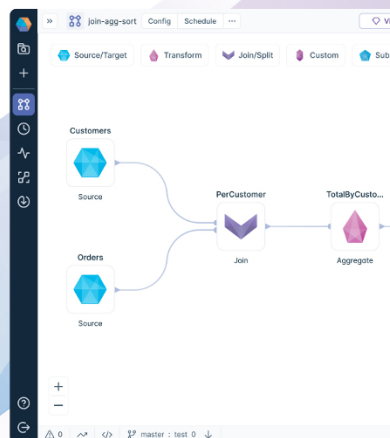 join-agg-sort Config Schedule
Source/Target Transform Join/Split Custom
Customers
Source
PerCustomer
TotalByCusto...
Join
Aggregate
Orders
Source
0 master : test 0